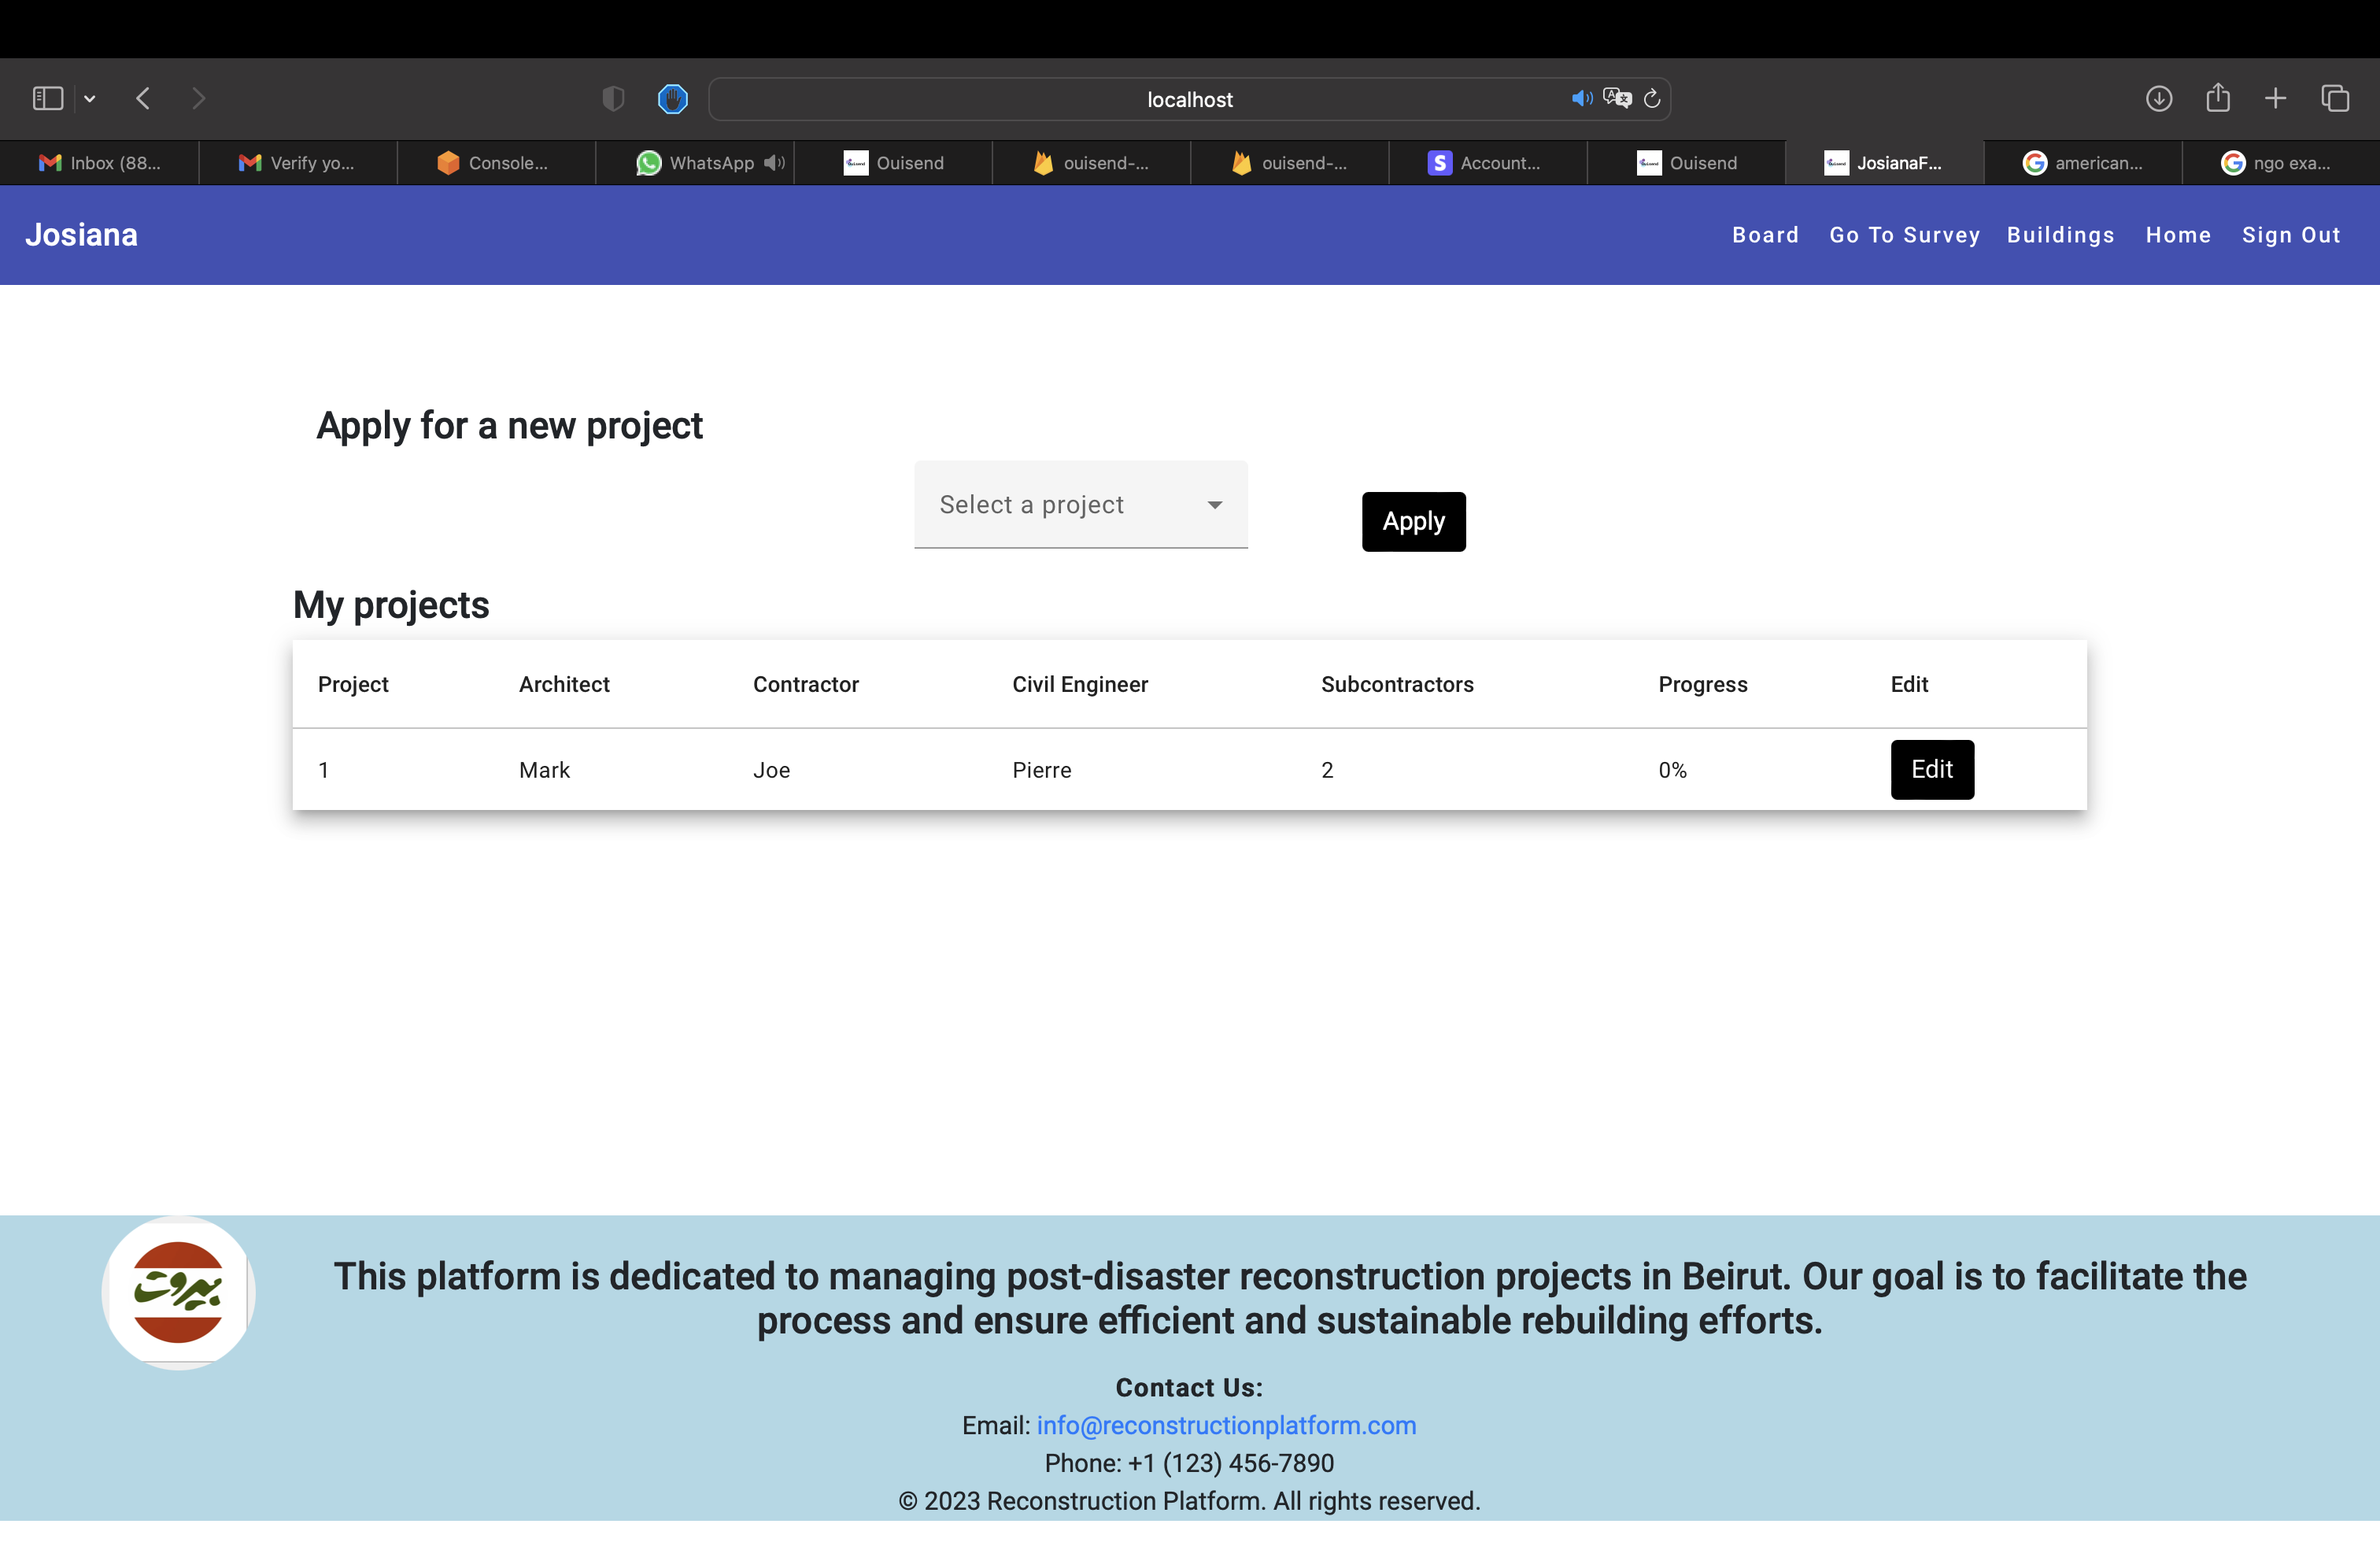 localhost
Inbox (88...
Verify yo...
Console...
WhatsApp
Ouisend
ouisend-...
ouisend-...
Account...
Ouisend
JosianaF...
american...
ngo exa...
Josiana
Board Go To Survey Buildings Home Sign Out
Apply for a new project
Select a project
Apply
My projects
Project Architect Contractor Civil Engineer Subcontractors Progress Edit
1 Mark Joe Pierre 2 0% Edit
بيروت
This platform is dedicated to managing post-disaster reconstruction projects in Beirut. Our goal is to facilitate the
process and ensure efficient and sustainable rebuilding efforts.
Contact Us:
Email: info@reconstructionplatform.com
Phone: +1 (123) 456-7890
© 2023 Reconstruction Platform. All rights reserved.